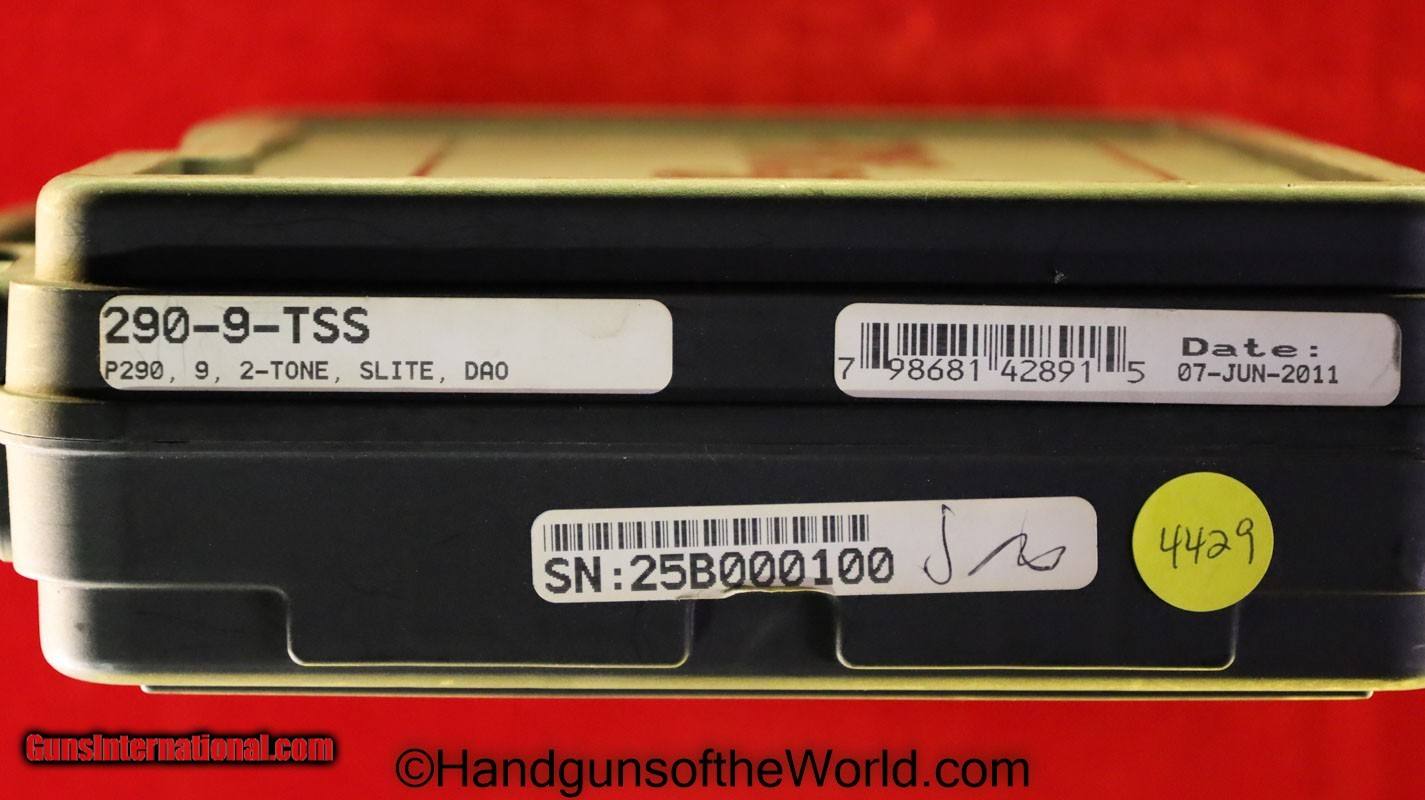 290-9-TSS
P290, 9, 2-TONE, SLITE, DAO
7 98681 42891 5
Date:
07-JUN-2011
SN:25B000100
4429
GunsInternational.com
©HandgunsoftheWorld.com